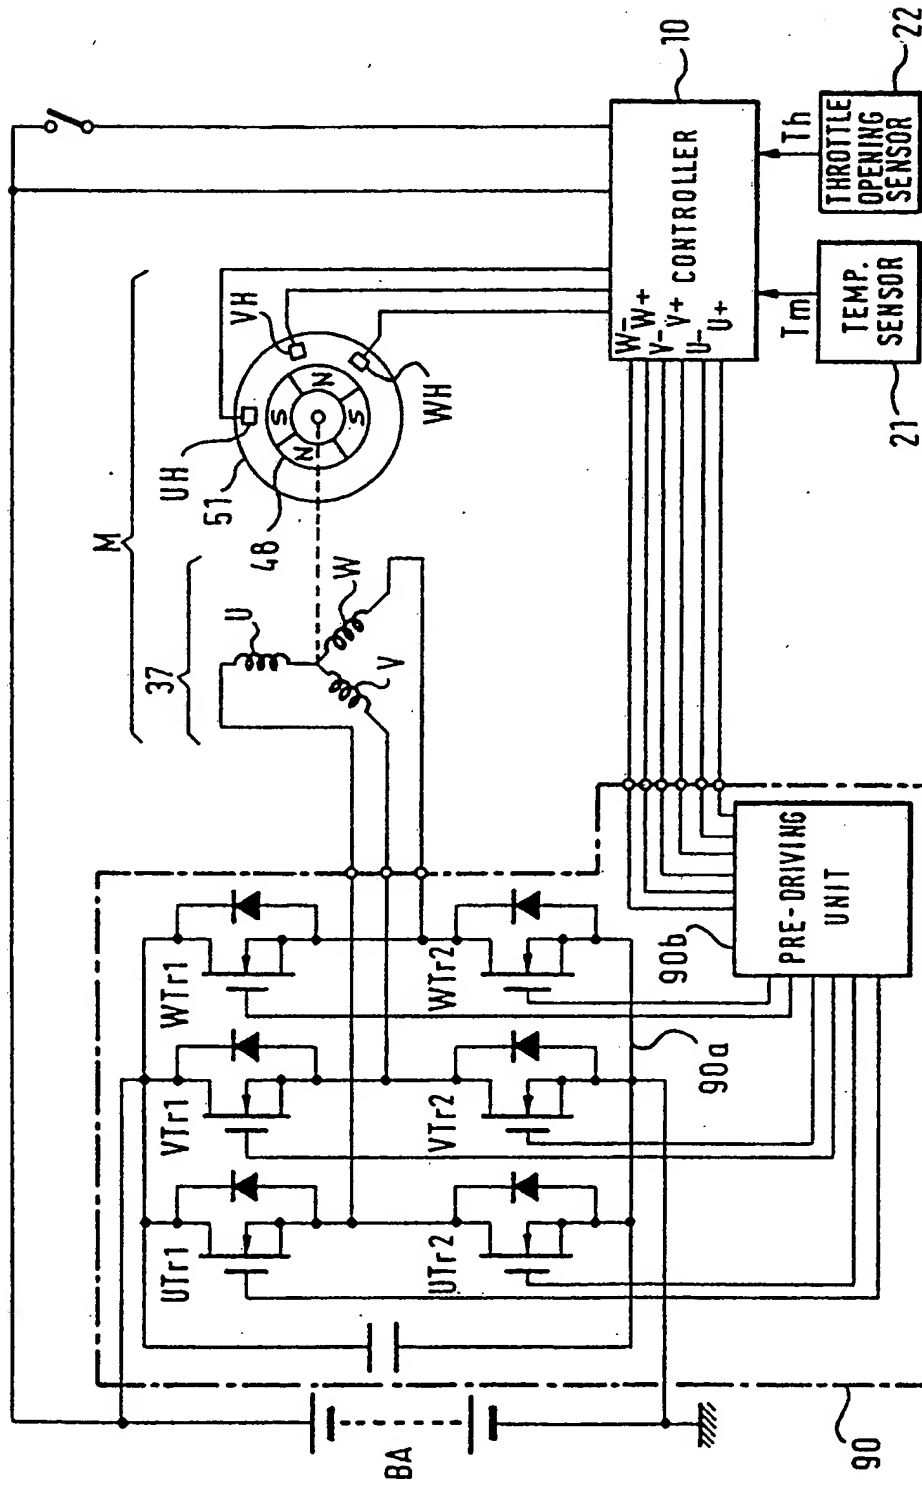 M
37
U
V
W
UH
51
48
VH
WH
N
S
N
S
10
W-
W+
V-
V+
U-
U+
CONTROLLER
Tm
Th
TEMP.
SENSOR
21
THROTTLE
OPENING
SENSOR
22
UTr1
VTr1
WTr1
UTr2
VTr2
WTr2
90a
90b
PRE-DRIVING
UNIT
BA
90